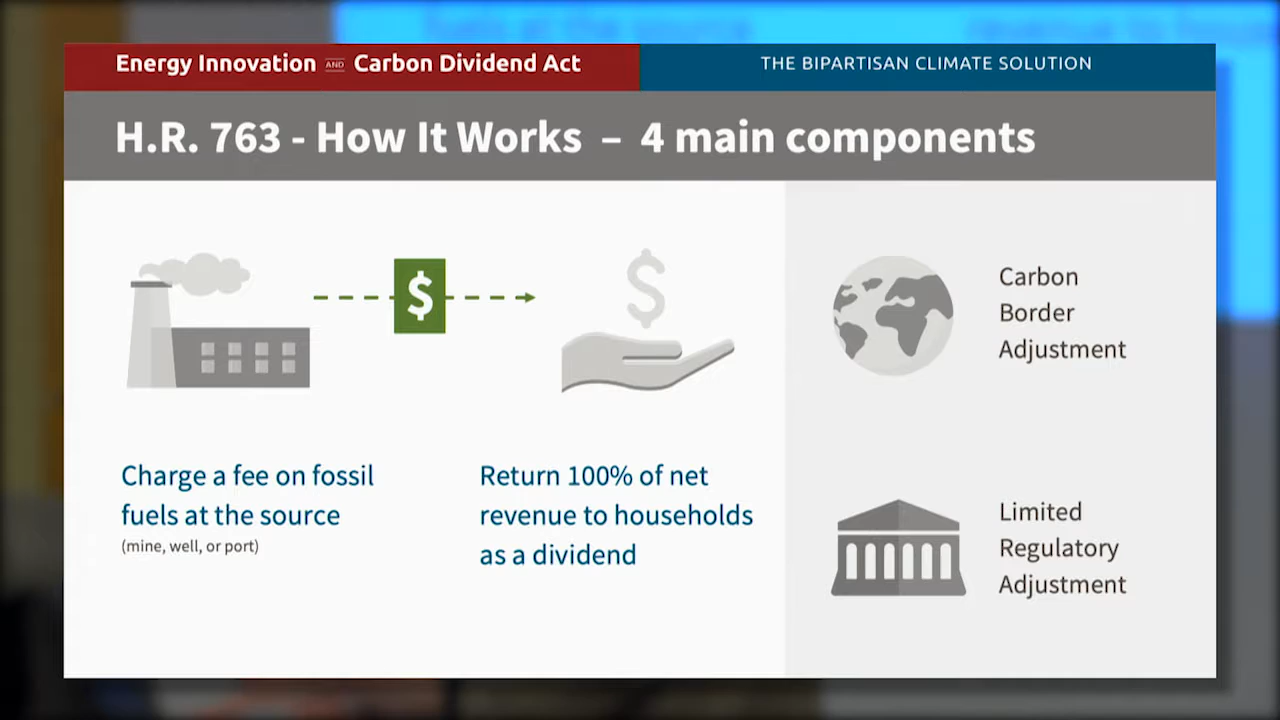 Energy Innovation AND Carbon Dividend Act
THE BIPARTISAN CLIMATE SOLUTION
H.R. 763 - How It Works – 4 main components
$
$
Charge a fee on fossil
fuels at the source
(mine, well, or port)
Return 100% of net
revenue to households
as a dividend
Carbon
Border
Adjustment
Limited
Regulatory
Adjustment